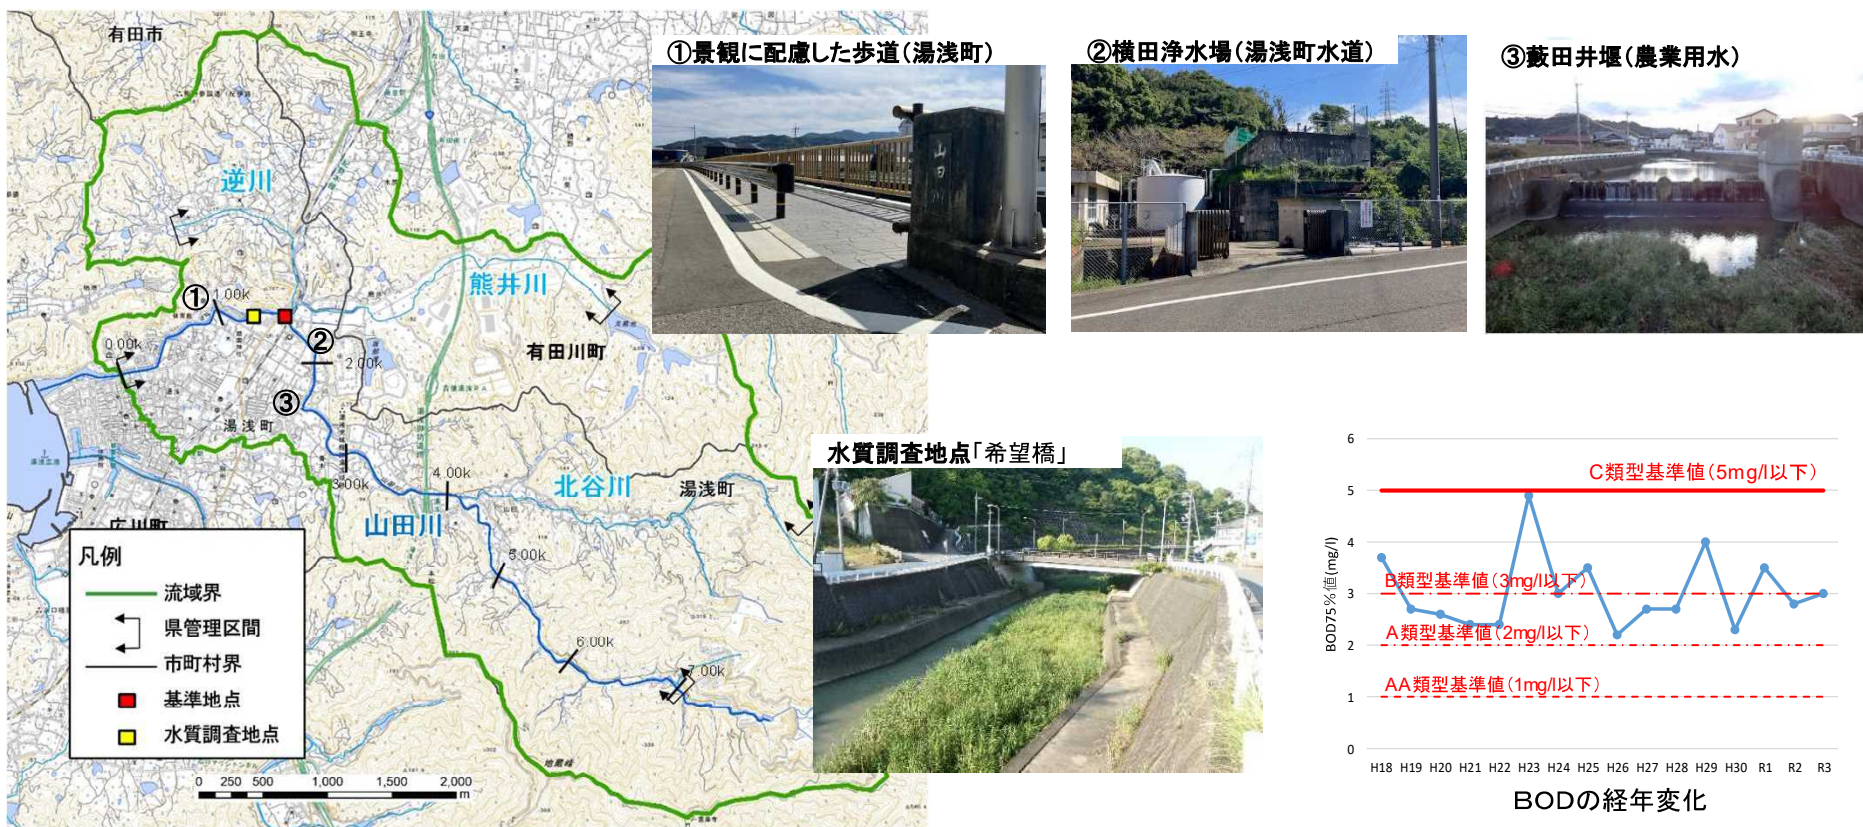 有田市
逆川
熊井川
有田川町
①
1.00k
0.00k
②
2.00k
③
湯浅町
3.00k
4.00k
北谷川
湯浅町
山田川
広川町
5.00k
6.00k
7.00k
地蔵峰
湯浅広港
凡例
流域界
県管理区間
市町村界
基準地点
水質調査地点
0 250 500 1,000 1,500 2,000
m
①景観に配慮した歩道(湯浅町)
山田川
②横田浄水場(湯浅町水道)
③藪田井堰(農業用水)
水質調査地点「希望橋」
BOD75%値(mg/l)
6
5
4
3
2
1
0
C類型基準値(5mg/l以下)
B類型基準値(3mg/l以下)
A類型基準値(2mg/l以下)
AA類型基準値(1mg/l以下)
H18 H19 H20 H21 H22 H23 H24 H25 H26 H27 H28 H29 H30 R1 R2 R3
BODの経年変化